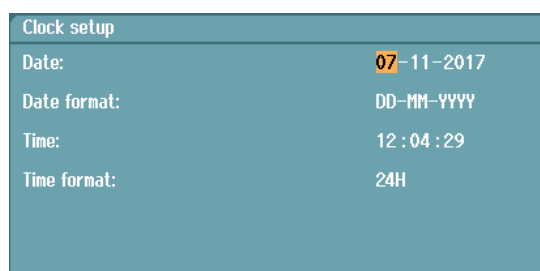 Clock setup
Date: 07-11-2017
Date format: DD-MM-YYYY
Time: 12:04:29
Time format: 24H